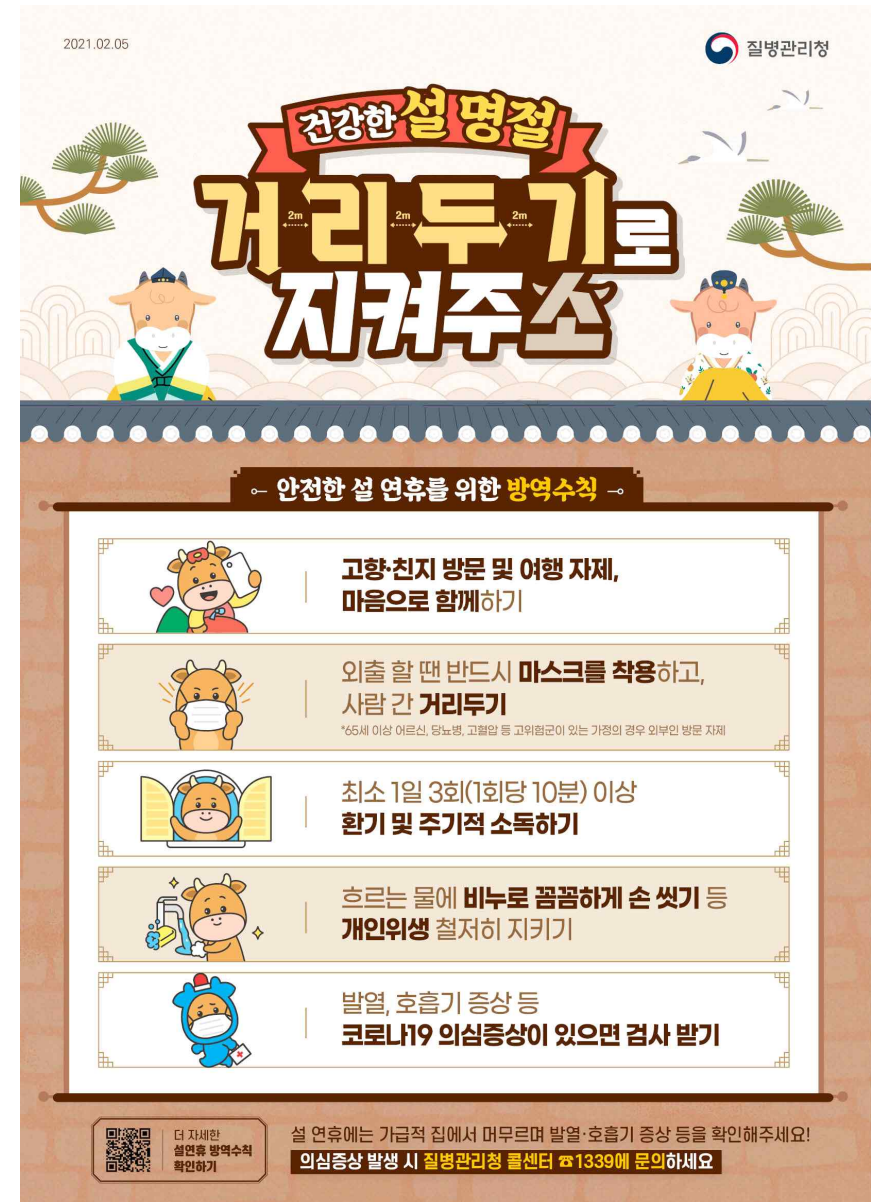 2021.02.05
질병관리청
건강한 설 명절
거리두기로
2m 2m 2m
지켜주소
안전한 설 연휴를 위한 방역수칙
고향·친지 방문 및 여행 자제,
마음으로 함께하기
외출 할 땐 반드시 마스크를 착용하고,
사람 간 거리두기
*65세 이상 어르신, 당뇨병, 고혈압 등 고위험군이 있는 가정의 경우 외부인 방문 자제
최소 1일 3회(1회당 10분) 이상
환기 및 주기적 소독하기
흐르는 물에 비누로 꼼꼼하게 손 씻기 등
개인위생 철저히 지키기
발열, 호흡기 증상 등
코로나19 의심증상이 있으면 검사 받기
더 자세한
설연휴 방역수칙
확인하기
설 연휴에는 가급적 집에서 머무르며 발열·호흡기 증상 등을 확인해주세요!
의심증상 발생 시 질병관리청 콜센터 ☎1339에 문의하세요